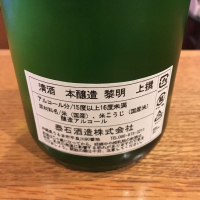 清酒 本醸造 黎明 上撰
アルコール分/15度以上16度未満
原材料名/米(国産)、米こうじ(国産米)
醸造アルコール
石酒造株式会社